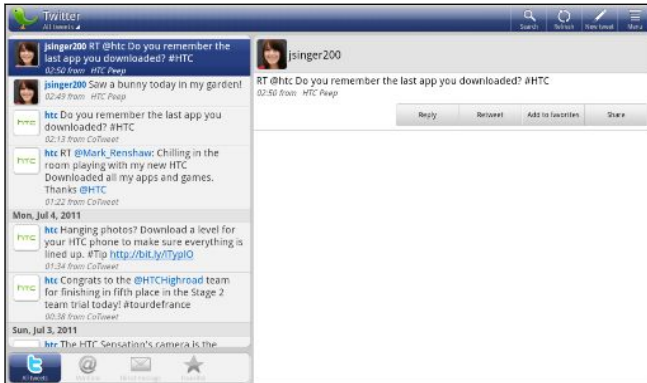 Twitter
All tweets
Search
Refresh
New tweet
Menu
jsinger200 RT @htc Do you remember the
last app you downloaded? #HTC
02:50 from HTC Peep
jsinger200 Saw a bunny today in my garden!
02:49 from HTC Peep
htc Do you remember the last app you
downloaded? #HTC
02:13 from CoTweet
htc RT @Mark_Renshaw: Chilling in the
room playing with my new HTC
Downloaded all my apps and games.
Thanks @HTC
01:22 from CoTweet
Mon, Jul 4, 2011
htc Hanging photos? Download a level for
your HTC phone to make sure everything is
lined up. #Tip http://bit.ly/iTypIO
01:34 from CoTweet
htc Congrats to the @HTCHighroad team
for finishing in fifth place in the Stage 2
team trial today! #tourdefrance
00:38 from CoTweet
Sun, Jul 3, 2011
htc The HTC Sensation's camera is the
All tweets
jsinger200
RT @htc Do you remember the last app you downloaded? #HTC
02:50 from HTC Peep
Reply
Retweet
Add to favorites
Share